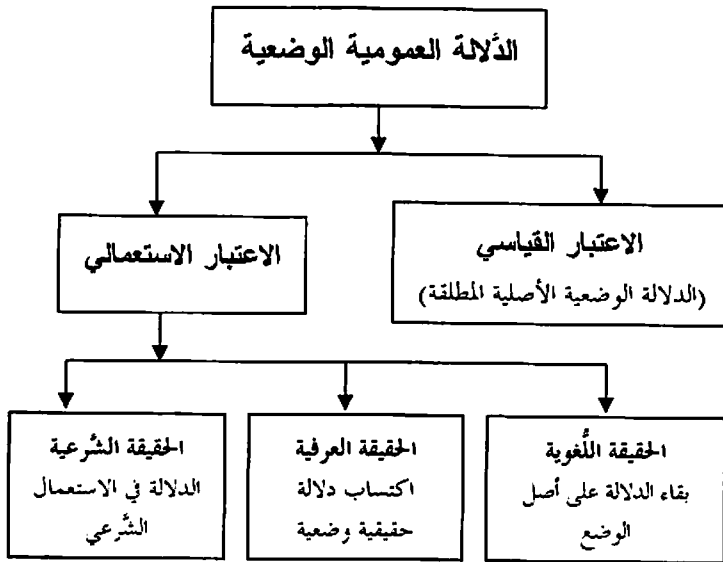 الدَّلالة العمومية الوضعية
الاعتبار القياسي
(الدلالة الوضعية الأصلية المطلقة)
الاعتبار الاستعمالي
الحقيقة اللُّغوية
بقاء الدلالة على أصل
الوضع
الحقيقة العرفية
اكتساب دلالة
حقيقية وضعية
الحقيقة الشَّرعية
الدلالة في الاستعمال
الشَّرعي